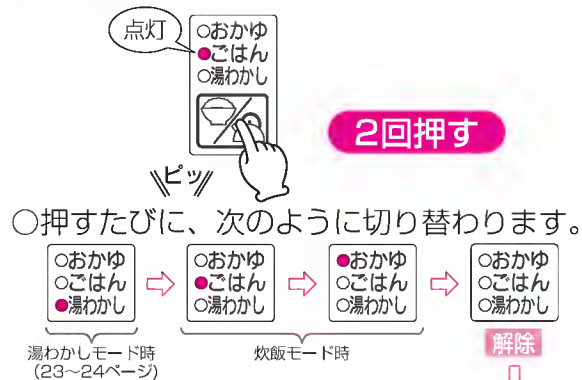 点灯
○おかゆ
●ごはん
○湯わかし
2回押す
ピッ
○押すたびに、次のように切り替わります。
○おかゆ
○ごはん
●湯わかし
○おかゆ
●ごはん
○湯わかし
●おかゆ
○ごはん
○湯わかし
○おかゆ
○ごはん
○湯わかし
湯わかしモード時
(23〜24ページ)
炊飯モード時
解除